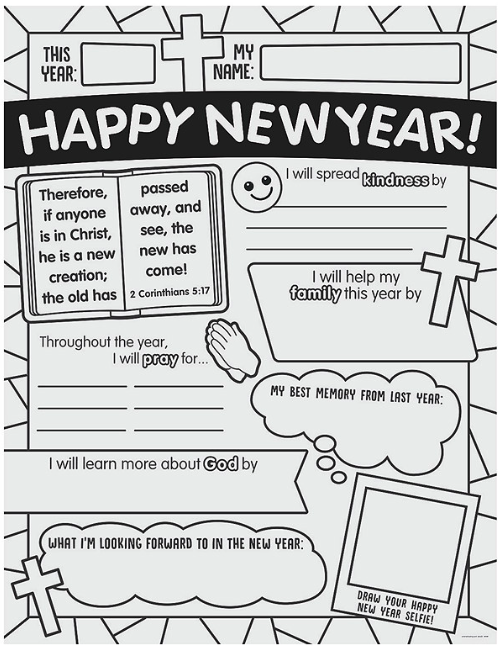 THIS
YEAR:
MY
NAME:
HAPPY NEW YEAR!
Therefore,
if anyone
is in Christ,
he is a new
creation;
the old has
passed
away, and
see, the
new has
come!
2 Corinthians 5:17
I will spread kindness by
I will help my
family this year by
Throughout the year,
I will pray for...
MY BEST MEMORY FROM LAST YEAR:
I will learn more about God by
WHAT I'M LOOKING FORWARD TO IN THE NEW YEAR:
DRAW YOUR HAPPY
NEW YEAR SELFIE!